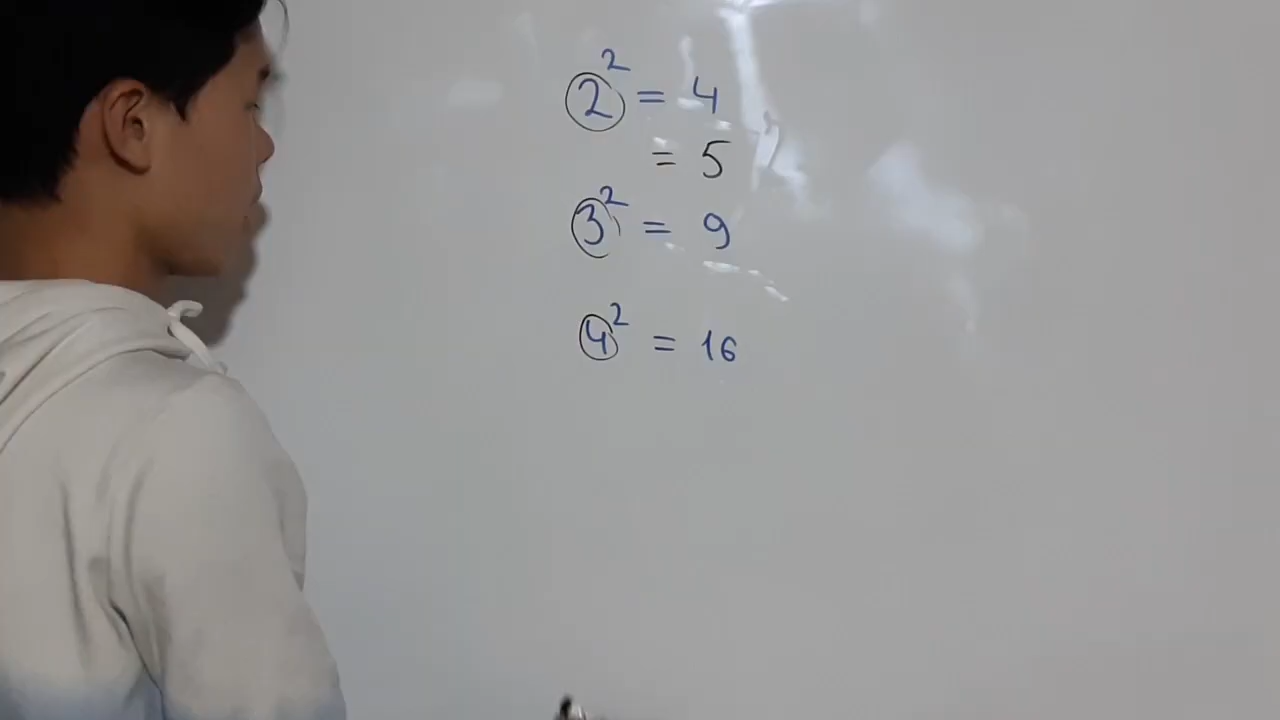 2² = 4
= 5
3² = 9
4² = 16